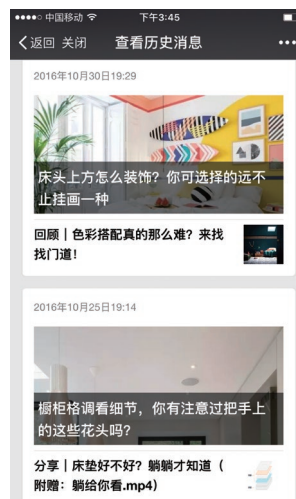 中国移动 下午3:45
返回 关闭 查看历史消息
2016年10月30日19:29
床头上方怎么装饰？你可选择的远不
止挂画一种
回顾｜色彩搭配真的那么难？来找
找门道！
2016年10月25日19:14
橱柜格调看细节，你有注意过把手上
的这些花头吗？
分享｜床垫好不好？躺躺才知道（
附赠：躺给你看.mp4）